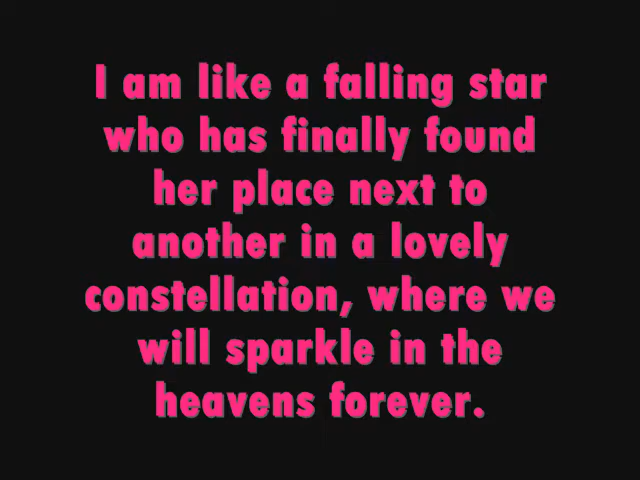 I am like a falling star
who has finally found
her place next to
another in a lovely
constellation, where we
will sparkle in the
heavens forever.